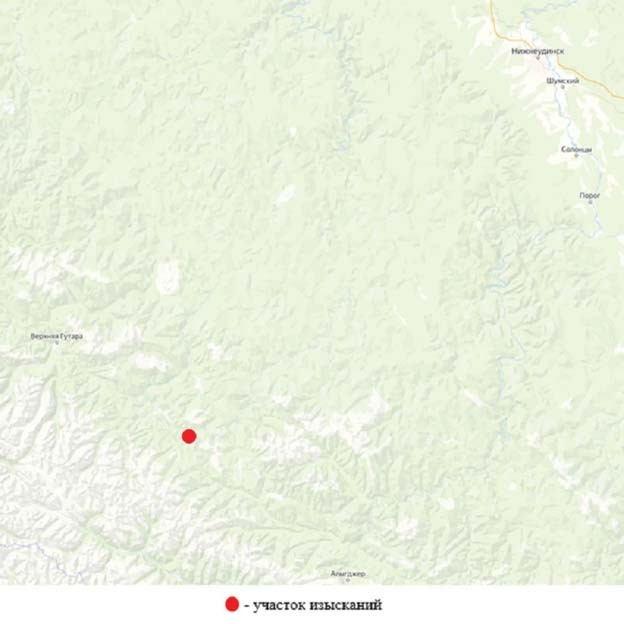 Нижнеудинск
Шумский
Солонцы
Порог
Верхняя Гутара
Алыгджер
- участок изысканий